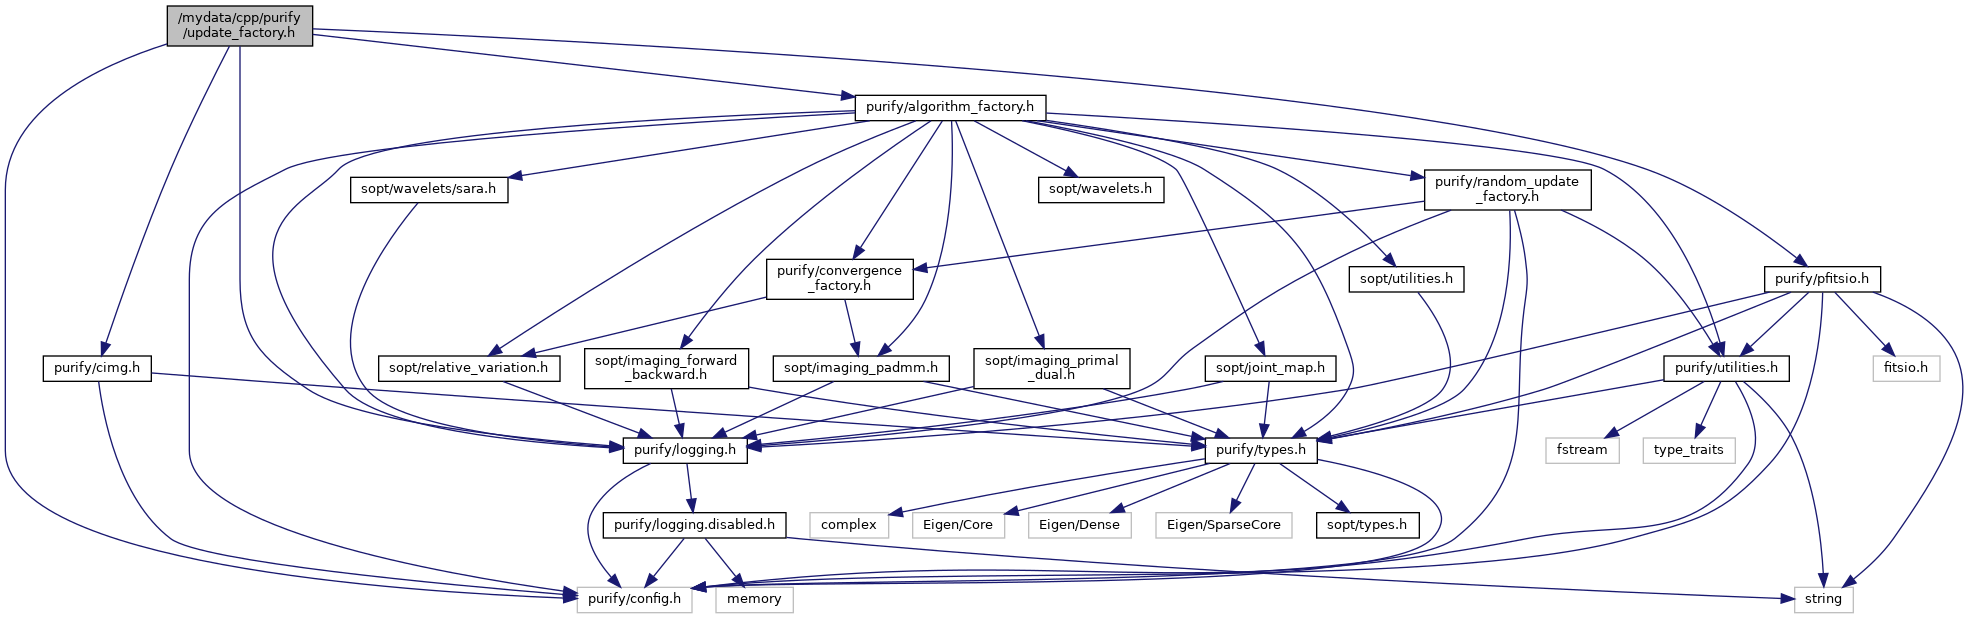 /mydata/cpp/purify
/update_factory.h
purify/algorithm_factory.h
sopt/wavelets/sara.h
sopt/wavelets.h
purify/random_update
_factory.h
purify/convergence
_factory.h
sopt/utilities.h
purify/pfitsio.h
purify/cimg.h
sopt/relative_variation.h
sopt/imaging_forward
_backward.h
sopt/imaging_padmm.h
sopt/imaging_primal
_dual.h
sopt/joint_map.h
purify/utilities.h
fitsio.h
purify/logging.h
purify/types.h
fstream
type_traits
purify/logging.disabled.h
complex
Eigen/Core
Eigen/Dense
Eigen/SparseCore
sopt/types.h
purify/config.h
memory
string